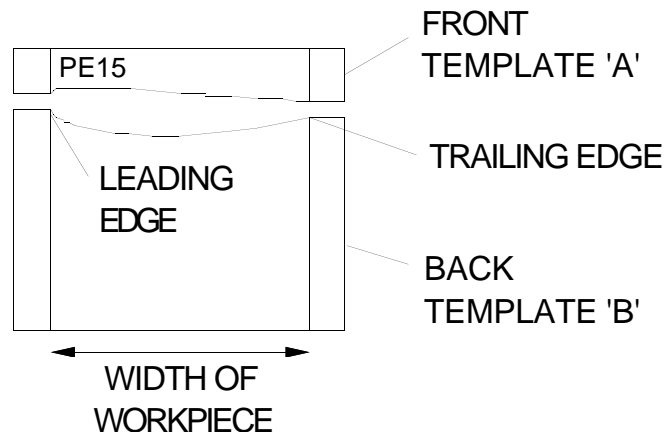 FRONT
TEMPLATE 'A'
PE15
TRAILING EDGE
LEADING
EDGE
BACK
TEMPLATE 'B'
WIDTH OF
WORKPIECE